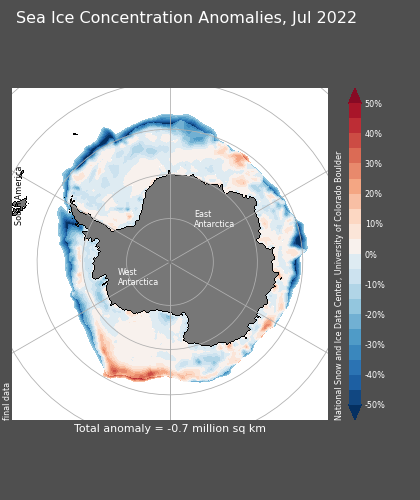 Sea Ice Concentration Anomalies, Jul 2022
South America
East
Antarctica
West
Antarctica
50%
40%
30%
20%
10%
0%
-10%
-20%
-30%
-40%
-50%
National Snow and Ice Data Center, University of Colorado Boulder
final data
Total anomaly = -0.7 million sq km